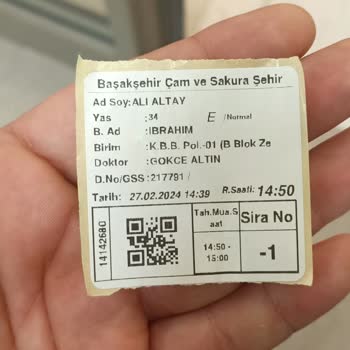 Başakşehir Çam ve Sakura Şehir
Ad Soy:ALI ALTAY
Yas :34 E /Normal
B. Ad :IBRAHIM
Birim :K.B.B. Pol.-01 (B Blok Ze
Doktor :GOKCE ALTIN
D.No/GSS :217791 /
Tarih: 27.02.2024 14:39 R.Saati: 14:50
14142680
Tah.Mua.S
aat
14:50 -
15:00
Sira No
-1